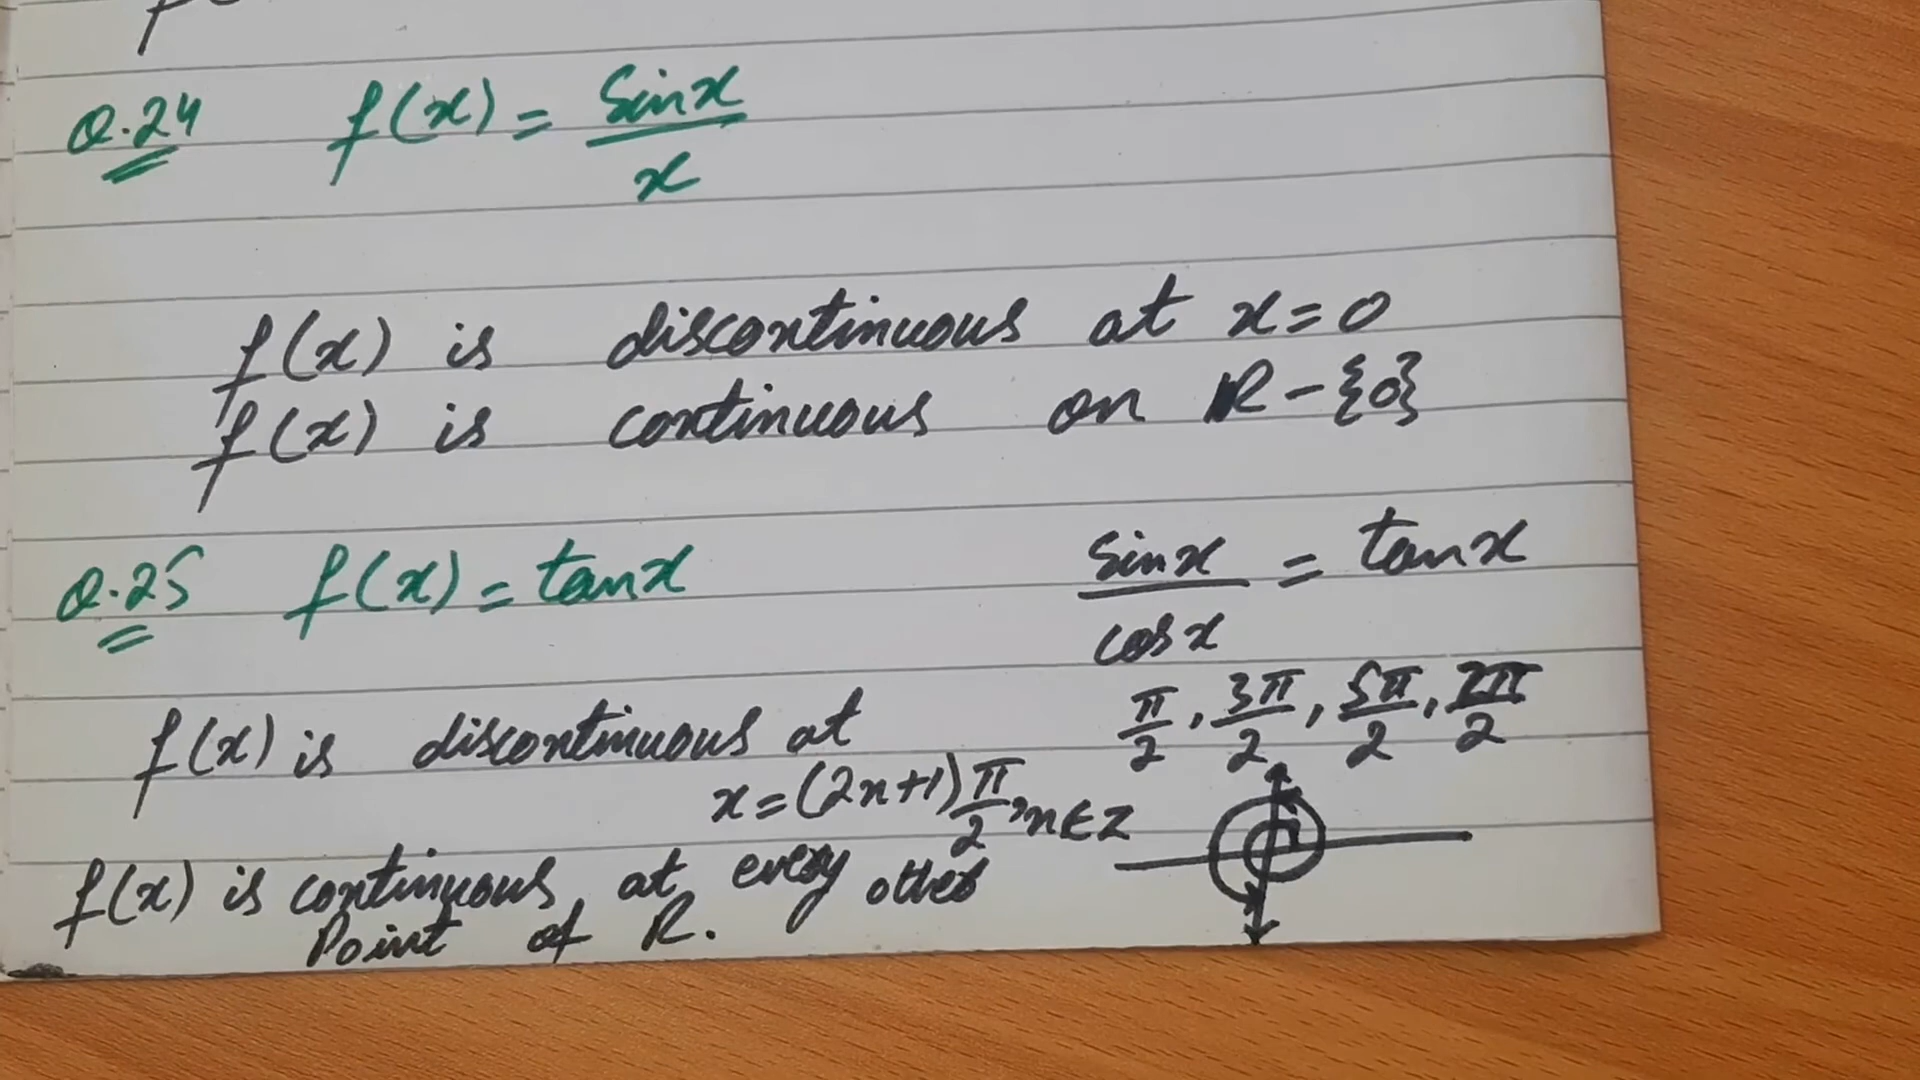 Q.24 f(x) = sinx / x
f(x) is discontinuous at x=0
f(x) is continuous on R-{0}
Q.25 f(x) = tanx
sinx / cosx = tanx
π/2, 3π/2, 5π/2, 7π/2
f(x) is discontinuous at
x=(2n+1)π/2, n∈Z
f(x) is continuous at every other
Point of R.